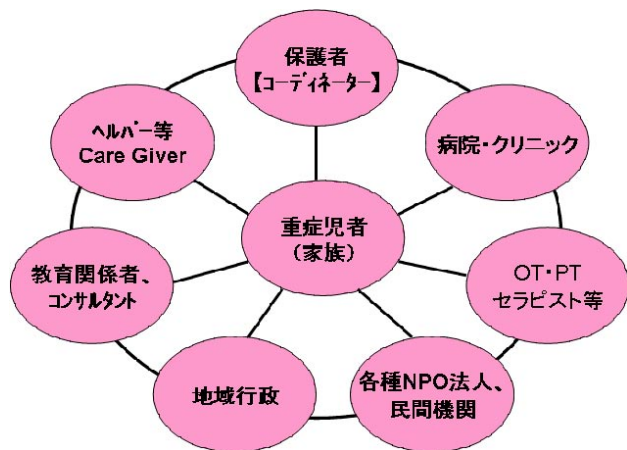 保護者
【ｺｰﾃﾞｨﾈｰﾀｰ】
ﾍﾙﾊﾟｰ等
Care Giver
病院・クリニック
重症児者
（家族）
教育関係者、
ｺﾝｻﾙﾀﾝﾄ
OT・PT
セラピスト等
地域行政
各種NPO法人、
民間機関